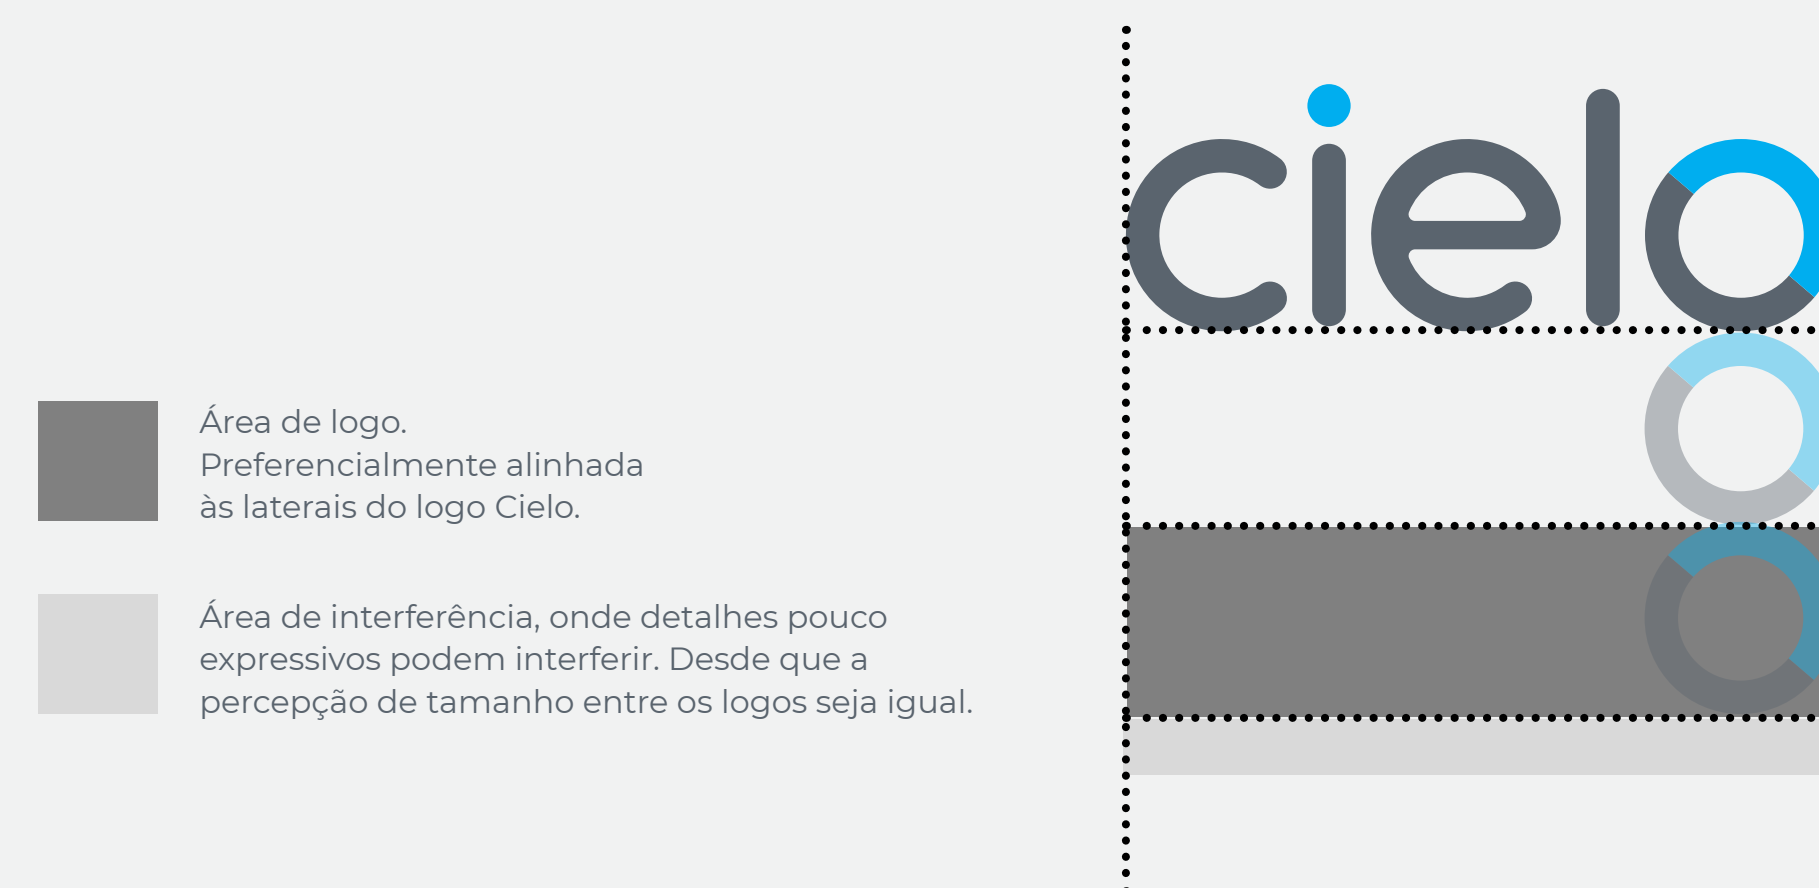 cielo
Área de logo.
Preferencialmente alinhada
às laterais do logo Cielo.
Área de interferência, onde detalhes pouco
expressivos podem interferir. Desde que a
percepção de tamanho entre os logos seja igual.